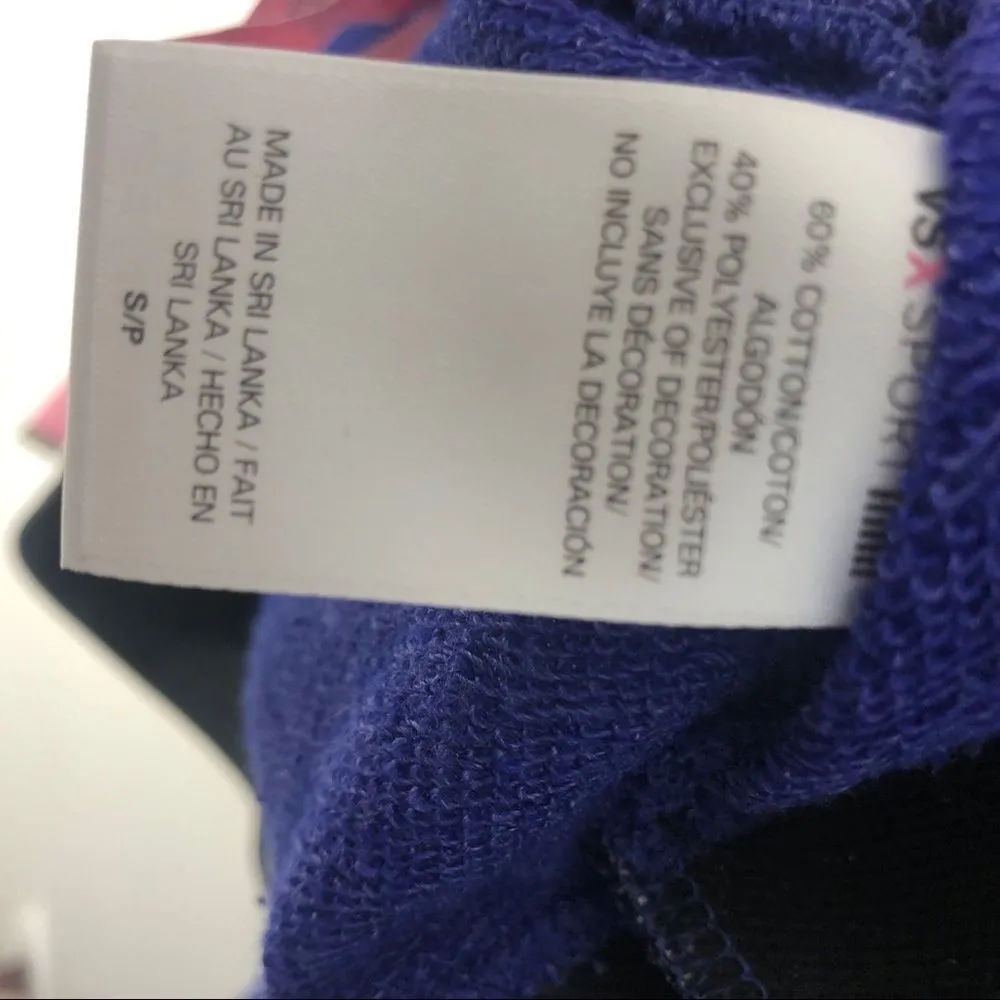 VSX SPORT
60% COTTON/COTON/
ALGODÓN
40% POLYESTER/POLIÉSTER
EXCLUSIVE OF DECORATION/
SANS DÉCORATION/
NO INCLUYE LA DECORACIÓN
MADE IN SRI LANKA / FAIT
AU SRI LANKA / HECHO EN
SRI LANKA
S/P